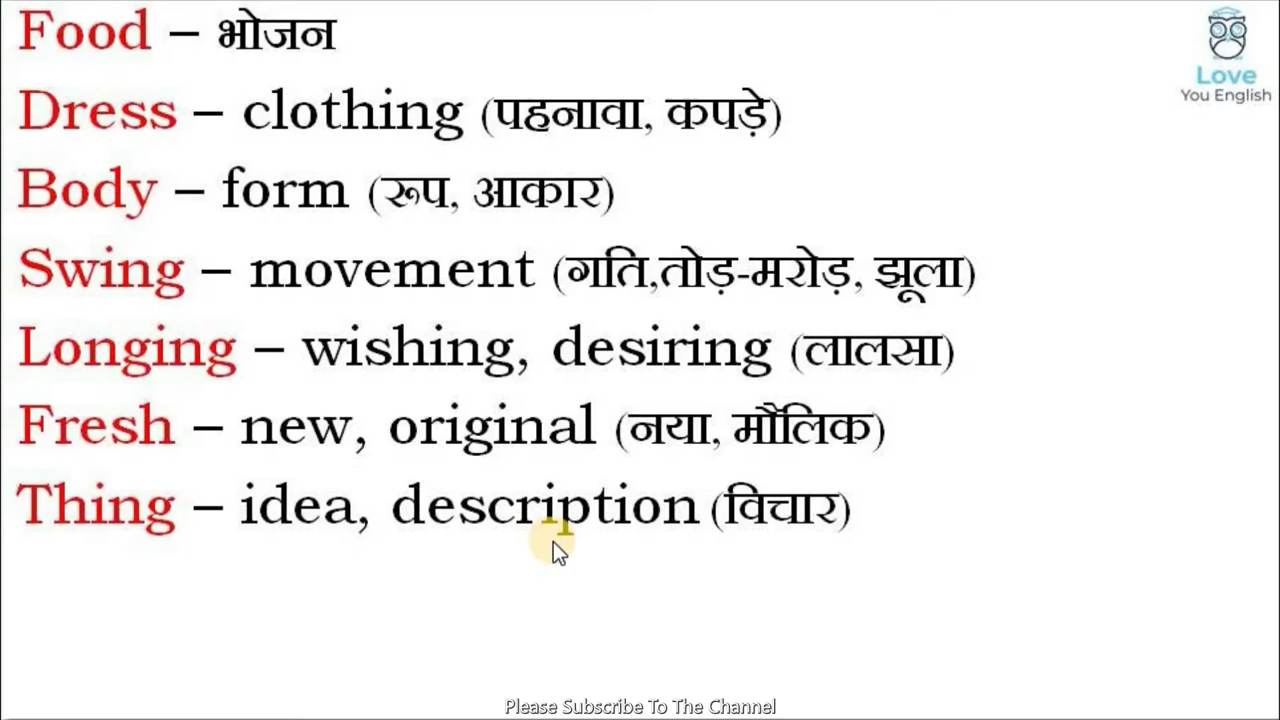 Food – भोजन
Love
You English
Dress – clothing (पहनावा, कपड़े)
Body – form (रूप, आकार)
Swing – movement (गति,तोड़-मरोड़, झूला)
Longing – wishing, desiring (लालसा)
Fresh – new, original (नया, मौलिक)
Thing – idea, description (विचार)
Please Subscribe To The Channel